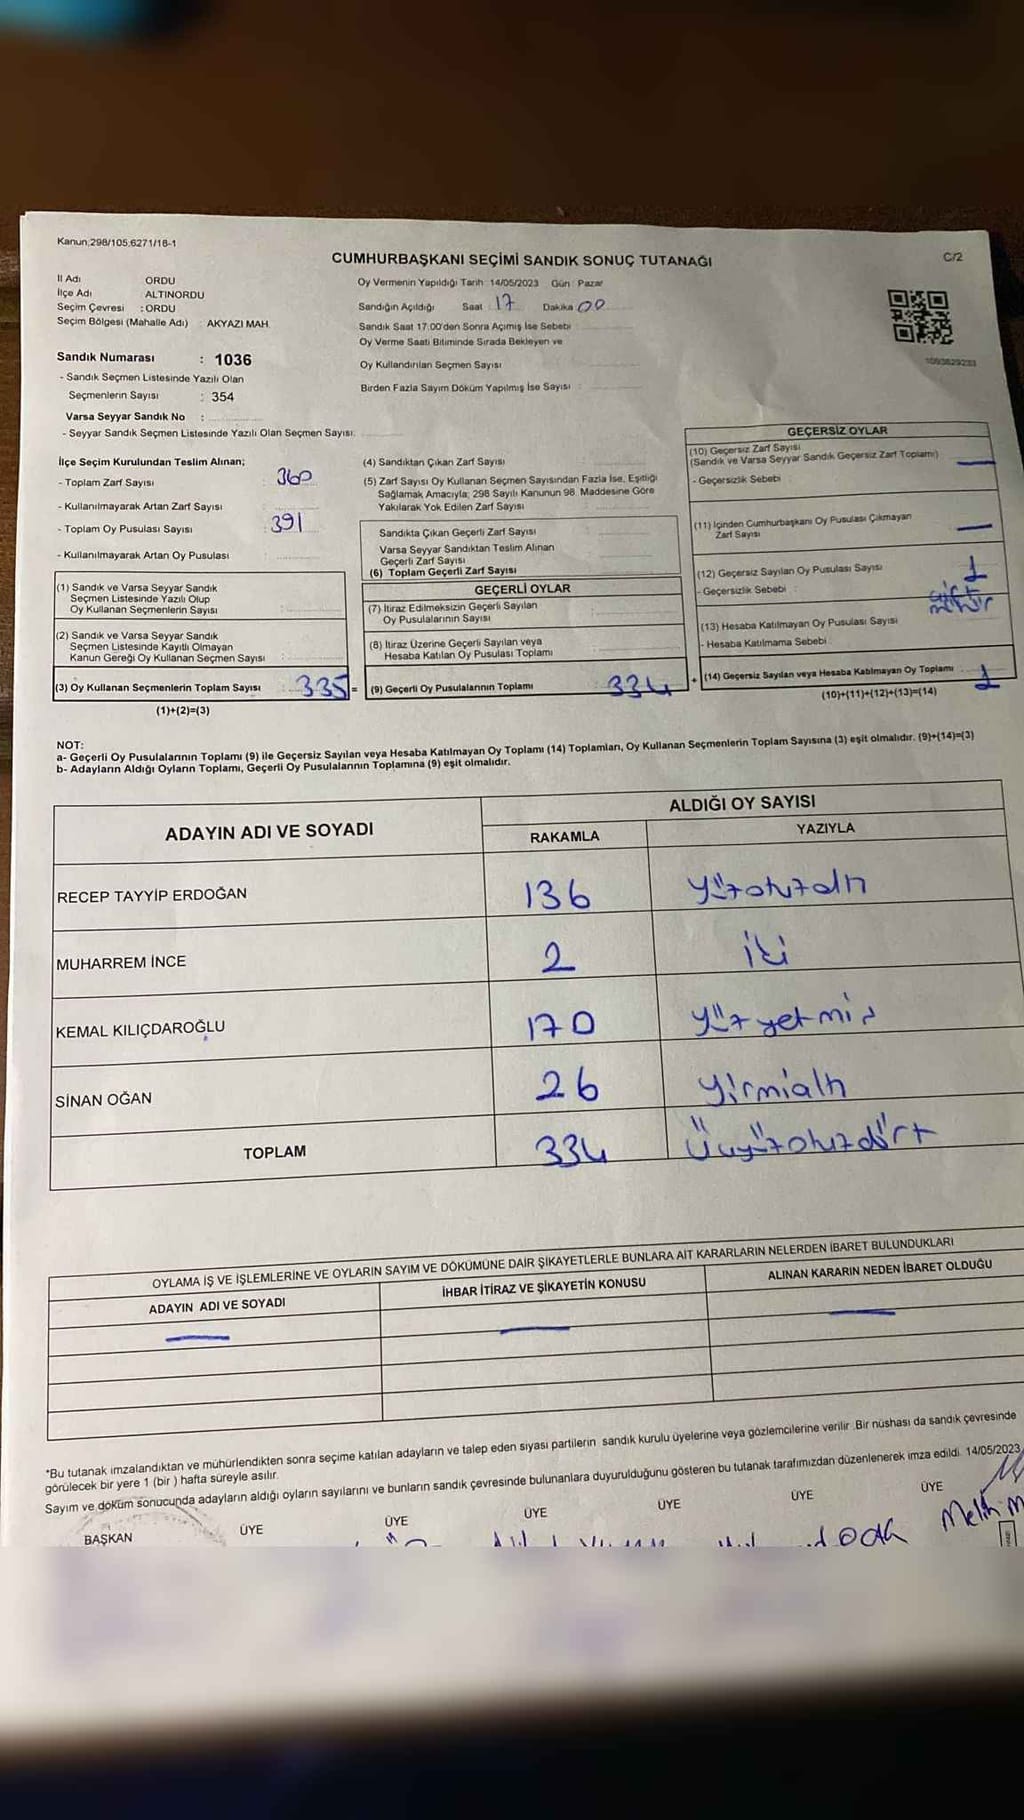 Kanun;298/105,6271/18-1
CUMHURBAŞKANI SEÇİMİ SANDIK SONUÇ TUTANAĞI
C/2
İl Adı ORDU
İlçe Adı ALTINORDU
Seçim Çevresi : ORDU
Seçim Bölgesi (Mahalle Adı) : AKYAZI MAH.
Sandık Numarası : 1036
- Sandık Seçmen Listesinde Yazılı Olan
Seçmenlerin Sayısı : 354
Varsa Seyyar Sandık No :
- Seyyar Sandık Seçmen Listesinde Yazılı Olan Seçmen Sayısı:
Oy Vermenin Yapıldığı Tarih : 14/05/2023 Gün : Pazar
Sandığın Açıldığı Saat : 17 Dakika 00
Sandık Saat 17:00'den Sonra Açımış İse Sebebi :
Oy Verme Saati Bitiminde Sırada Bekleyen ve
Oy Kullandırılan Seçmen Sayısı :
Birden Fazla Sayım Döküm Yapılmış İse Sayısı :
1093829233
İlçe Seçim Kurulundan Teslim Alınan;
- Toplam Zarf Sayısı 360
- Kullanılmayarak Artan Zarf Sayısı :
- Toplam Oy Pusulası Sayısı : 391
- Kullanılmayarak Artan Oy Pusulası
(1) Sandık ve Varsa Seyyar Sandık
Seçmen Listesinde Yazılı Olup
Oy Kullanan Seçmenlerin Sayısı
(2) Sandık ve Varsa Seyyar Sandık
Seçmen Listesinde Kayıtlı Olmayan
Kanun Gereği Oy Kullanan Seçmen Sayısı
(3) Oy Kullanan Seçmenlerin Toplam Sayısı : 335 =
(1)+(2)=(3)
(4) Sandıktan Çıkan Zarf Sayısı
(5) Zarf Sayısı Oy Kullanan Seçmen Sayısından Fazla İse, Eşitliği
Sağlamak Amacıyla; 298 Sayılı Kanunun 98. Maddesine Göre
Yakılarak Yok Edilen Zarf Sayısı
Sandıkta Çıkan Geçerli Zarf Sayısı
Varsa Seyyar Sandıktan Teslim Alınan
Geçerli Zarf Sayısı
(6) Toplam Geçerli Zarf Sayısı
GEÇERLİ OYLAR
(7) İtiraz Edilmeksizin Geçerli Sayılan
Oy Pusulalarının Sayısı
(8) İtiraz Üzerine Geçerli Sayılan veya
Hesaba Katılan Oy Pusulası Toplamı
(9) Geçerli Oy Pusulalarının Toplamı 334 +
GEÇERSİZ OYLAR
(10) Geçersiz Zarf Sayısı
(Sandık ve Varsa Seyyar Sandık Geçersiz Zarf Toplamı)
- Geçersizlik Sebebi :
(11) İçinden Cumhurbaşkanı Oy Pusulası Çıkmayan
Zarf Sayısı
(12) Geçersiz Sayılan Oy Pusulası Sayısı 1
- Geçersizlik Sebebi : çift
mühür
(13) Hesaba Katılmayan Oy Pusulası Sayısı
- Hesaba Katılmama Sebebi :
(14) Geçersiz Sayılan veya Hesaba Katılmayan Oy Toplamı 1
(10)+(11)+(12)+(13)=(14)
NOT:
a- Geçerli Oy Pusulalarının Toplamı (9) ile Geçersiz Sayılan veya Hesaba Katılmayan Oy Toplamı (14) Toplamları, Oy Kullanan Seçmenlerin Toplam Sayısına (3) eşit olmalıdır. (9)+(14)=(3)
b- Adayların Aldığı Oyların Toplamı, Geçerli Oy Pusulalarının Toplamına (9) eşit olmalıdır.
ADAYIN ADI VE SOYADI
ALDIĞI OY SAYISI
RAKAMLA YAZIYLA
RECEP TAYYİP ERDOĞAN 136 Yüzotuzaltı
MUHARREM İNCE 2 iki
KEMAL KILIÇDAROĞLU 170 yüzyetmiş
SİNAN OĞAN 26 yirmialtı
TOPLAM 334 Üçyüzotuzdört
OYLAMA İŞ VE İŞLEMLERİNE VE OYLARIN SAYIM VE DÖKÜMÜNE DAİR ŞİKAYETLERLE BUNLARA AİT KARARLARIN NELERDEN İBARET BULUNDUKLARI
ADAYIN ADI VE SOYADI İHBAR İTİRAZ VE ŞİKAYETİN KONUSU ALINAN KARARIN NEDEN İBARET OLDUĞU
*Bu tutanak imzalandıktan ve mühürlendikten sonra seçime katılan adayların ve talep eden siyasi partilerin sandık kurulu üyelerine veya gözlemcilerine verilir .Bir nüshası da sandık çevresinde
görülecek bir yere 1 (bir ) hafta süreyle asılır.
Sayım ve döküm sonucunda adayların aldığı oyların sayılarını ve bunların sandık çevresinde bulunanlara duyurulduğunu gösteren bu tutanak tarafımızdan düzenlenerek imza edildi. 14/05/2023
BAŞKAN ÜYE ÜYE ÜYE ÜYE ÜYE ÜYE